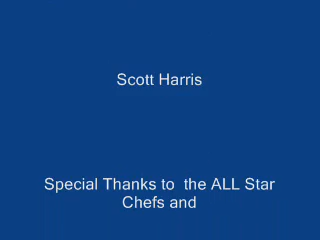 Scott Harris
Special Thanks to  the ALL Star
Chefs and